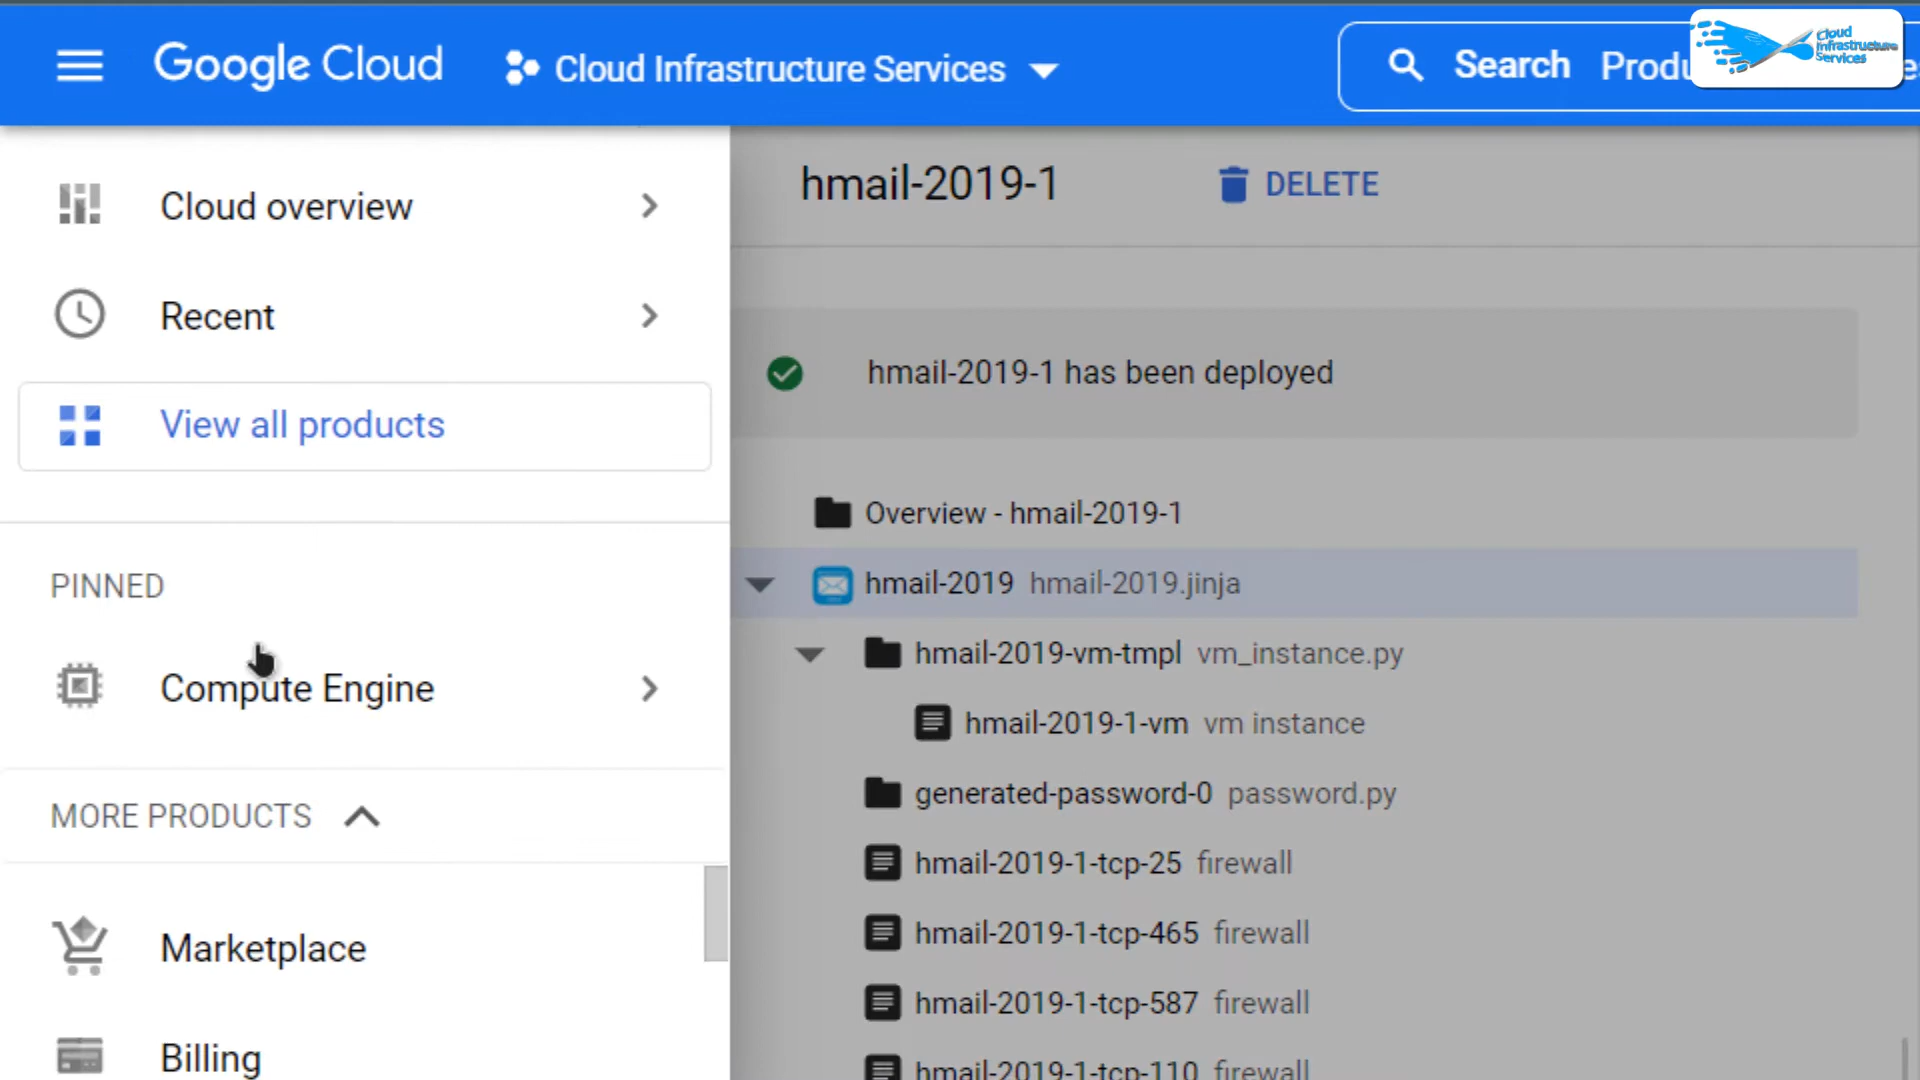 Google Cloud
Cloud Infrastructure Services
Search Produ
Cloud
Infrastructure
Services
Cloud overview
Recent
View all products
PINNED
Compute Engine
MORE PRODUCTS
Marketplace
Billing
hmail-2019-1
DELETE
hmail-2019-1 has been deployed
Overview - hmail-2019-1
hmail-2019 hmail-2019.jinja
hmail-2019-vm-tmpl vm_instance.py
hmail-2019-1-vm vm instance
generated-password-0 password.py
hmail-2019-1-tcp-25 firewall
hmail-2019-1-tcp-465 firewall
hmail-2019-1-tcp-587 firewall
hmail-2019-1-tcp-110 firewall